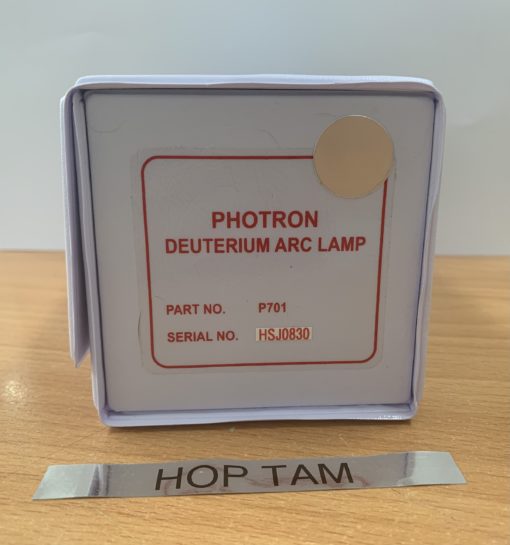 PHOTRON
DEUTERIUM ARC LAMP
PART NO. P701
SERIAL NO. HSJ0830
HOP TAM